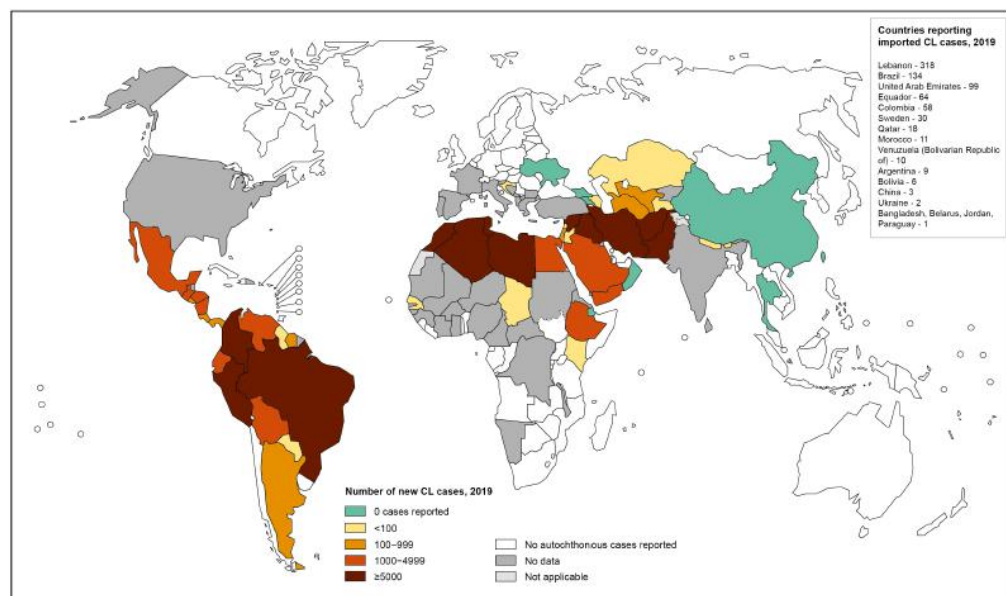 Countries reporting
imported CL cases, 2019
Lebanon - 318
Brazil - 134
United Arab Emirates - 99
Equador - 64
Colombia - 58
Sweden - 30
Qatar - 18
Morocco - 11
Venuzuela (Bolivarian Republic
of) - 10
Argentina - 9
Bolivia - 6
China - 3
Ukraine - 2
Bangladesh, Belarus, Jordan,
Paraguay - 1
Number of new CL cases, 2019
0 cases reported
<100
100–999
1000–4999
≥5000
No autochthonous cases reported
No data
Not applicable